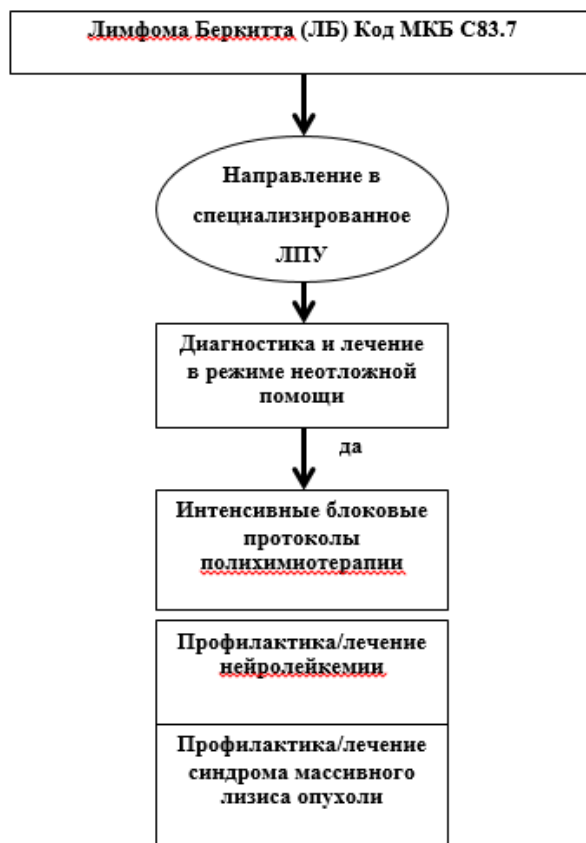 Лимфома Беркитта (ЛБ) Код МКБ С83.7
Направление в
специализированное
ЛПУ
Диагностика и лечение
в режиме неотложной
помощи
да
Интенсивные блоковые
протоколы
полихимиотерапии
Профилактика/лечение
нейролейкемии
Профилактика/лечение
синдрома массивного
лизиса опухоли